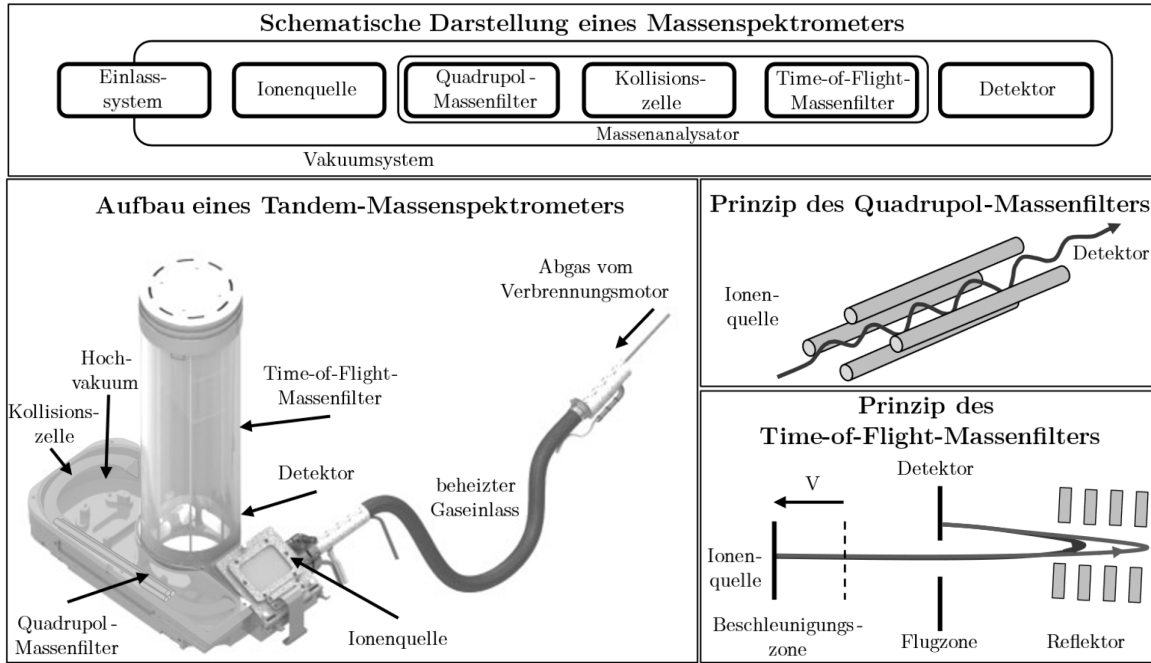 Schematische Darstellung eines Massenspektrometers
Einlass-
system
Ionenquelle
Quadrupol-
Massenfilter
Kollisions-
zelle
Time-of-Flight-
Massenfilter
Detektor
Massenanalysator
Vakuumsystem
Aufbau eines Tandem-Massenspektrometers
Abgas vom
Verbrennungsmotor
Hoch-
vakuum
Kollisions-
zelle
Time-of-Flight-
Massenfilter
Detektor
beheizter
Gaseinlass
Quadrupol-
Massenfilter
Ionenquelle
Prinzip des Quadrupol-Massenfilters
Detektor
Ionen-
quelle
Prinzip des
Time-of-Flight-Massenfilters
Detektor
V
Ionen-
quelle
Beschleunigungs-
zone
Flugzone
Reflektor